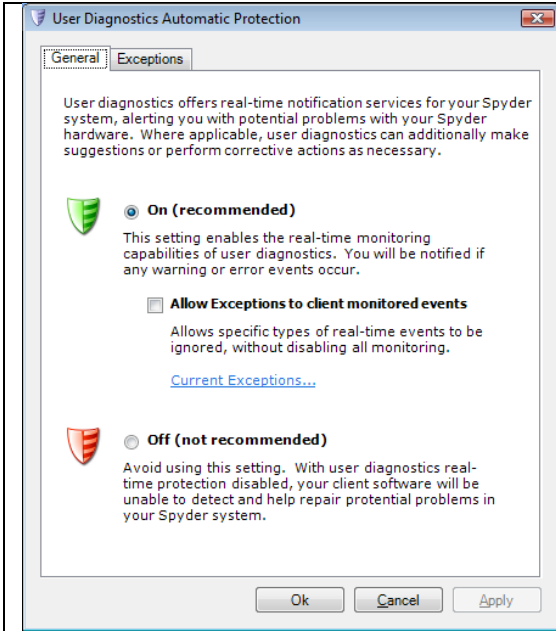 User Diagnostics Automatic Protection
General
Exceptions
User diagnostics offers real-time notification services for your Spyder
system, alerting you with potential problems with your Spyder
hardware. Where applicable, user diagnostics can additionally make
suggestions or perform corrective actions as necessary.
On (recommended)
This setting enables the real-time monitoring
capabilities of user diagnostics. You will be notified if
any warning or error events occur.
Allow Exceptions to client monitored events
Allows specific types of real-time events to be
ignored, without disabling all monitoring.
Current Exceptions...
Off (not recommended)
Avoid using this setting. With user diagnostics real-
time protection disabled, your client software will be
unable to detect and help repair protential problems in
your Spyder system.
Ok
Cancel
Apply